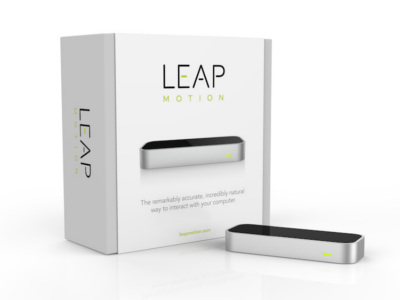 LEAP
MOTION
LEAP
MOTION
The remarkably accurate, incredibly natural
way to interact with your computer.
leapmotion.com